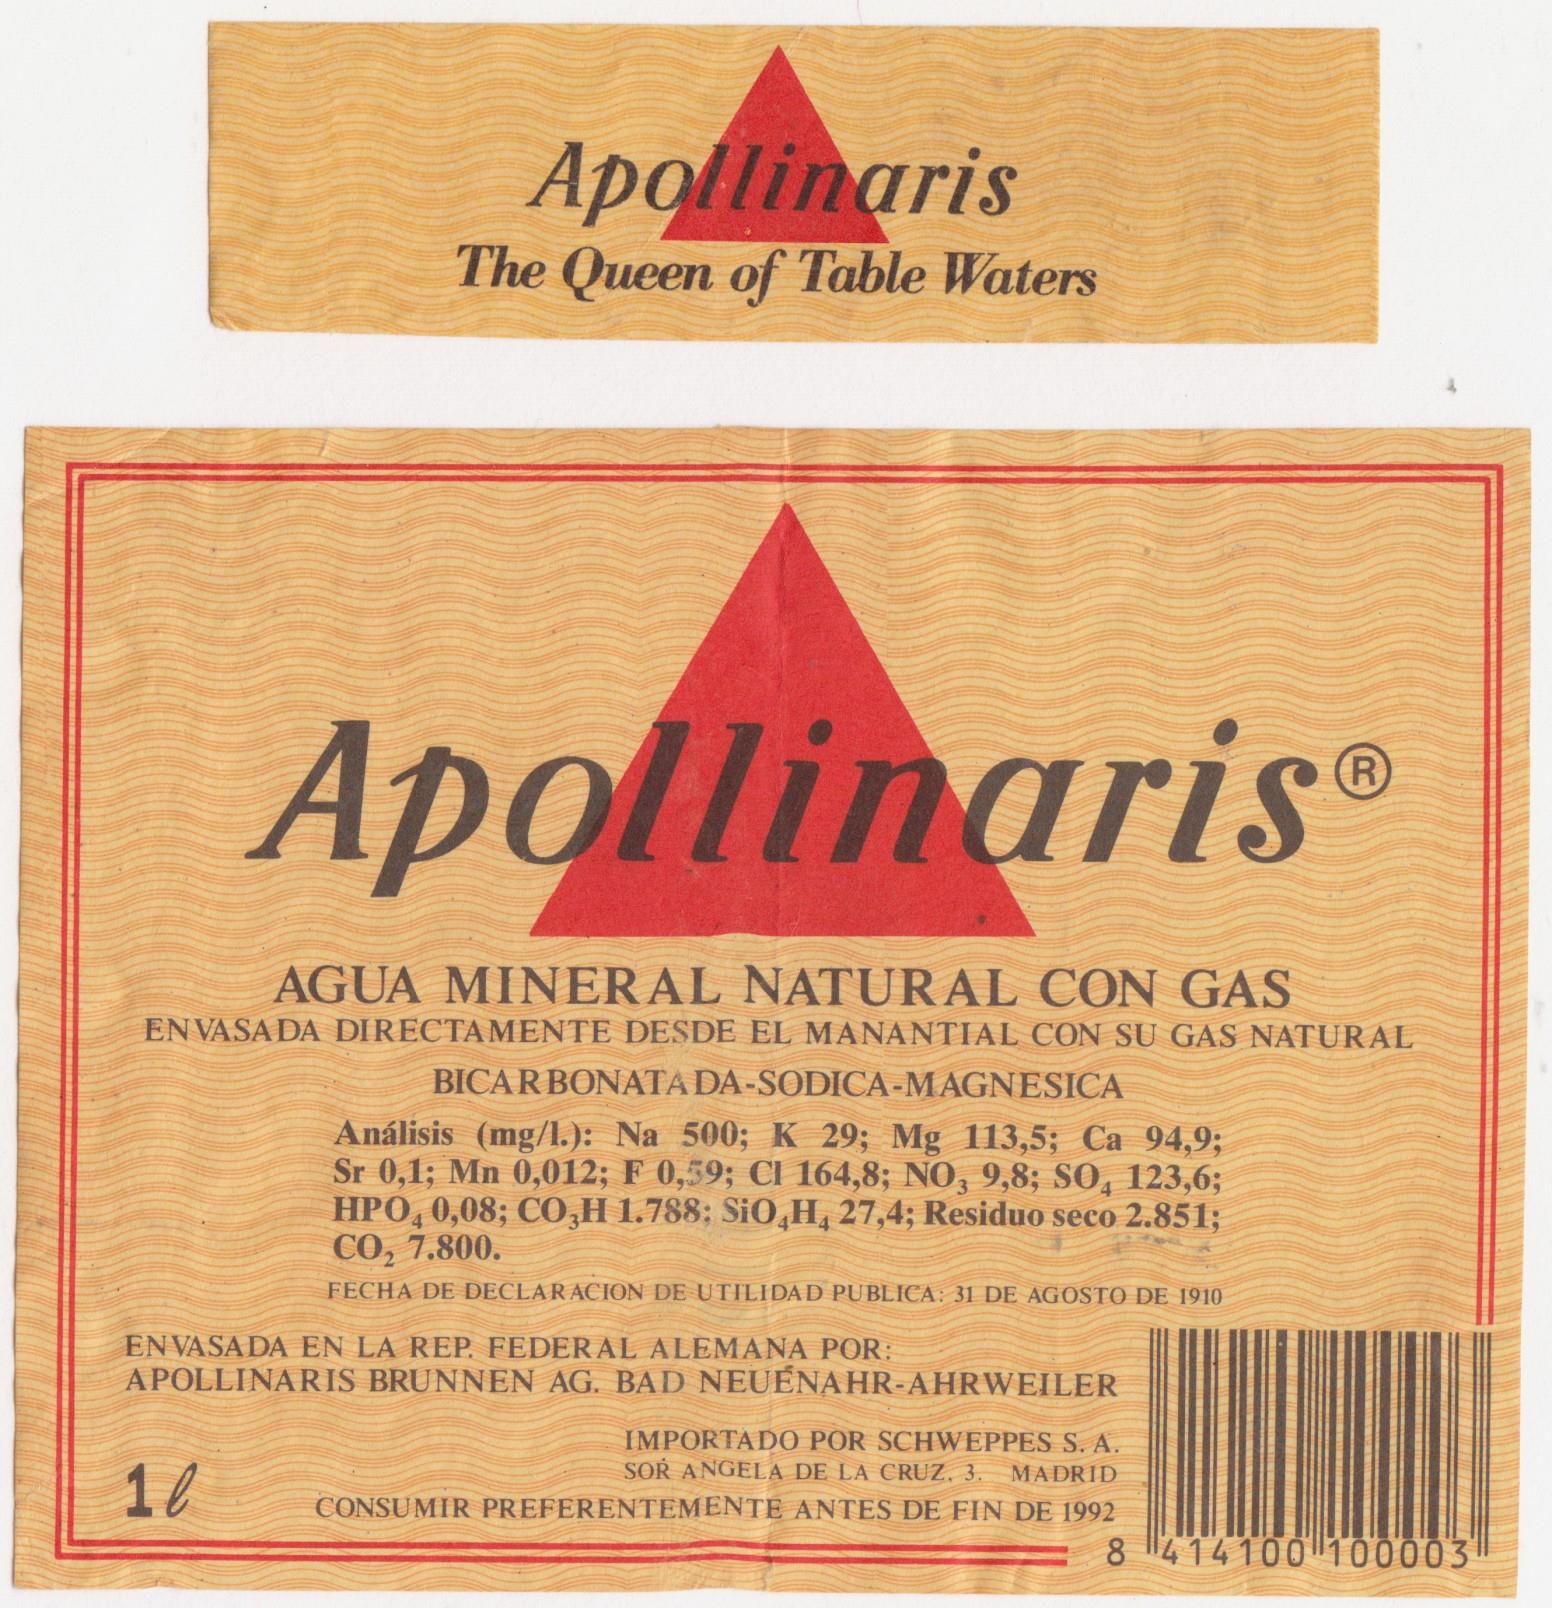 Apollinaris
The Queen of Table Waters
Apollinaris®
AGUA MINERAL NATURAL CON GAS
ENVASADA DIRECTAMENTE DESDE EL MANANTIAL CON SU GAS NATURAL
BICARBONATADA-SODICA-MAGNESICA
Análisis (mg/l.): Na 500; K 29; Mg 113,5; Ca 94,9;
Sr 0,1; Mn 0,012; F 0,59; Cl 164,8; NO₃ 9,8; SO₄ 123,6;
HPO₄ 0,08; CO₃H 1.788; SiO₄H₄ 27,4; Residuo seco 2.851;
CO₂ 7.800.
FECHA DE DECLARACION DE UTILIDAD PUBLICA: 31 DE AGOSTO DE 1910
ENVASADA EN LA REP. FEDERAL ALEMANA POR:
APOLLINARIS BRUNNEN AG. BAD NEUENAHR-AHRWEILER
IMPORTADO POR SCHWEPPES S. A.
SOR ANGELA DE LA CRUZ, 3. MADRID
1 ℓ
CONSUMIR PREFERENTEMENTE ANTES DE FIN DE 1992
8 414100 100003